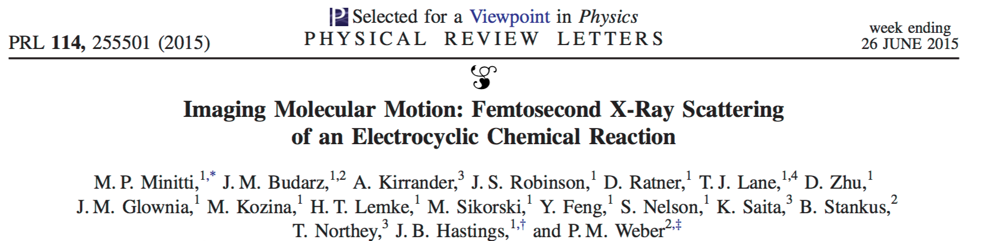 P Selected for a Viewpoint in Physics
PRL 114, 255501 (2015)
PHYSICAL REVIEW LETTERS
week ending
26 JUNE 2015
Imaging Molecular Motion: Femtosecond X-Ray Scattering
of an Electrocyclic Chemical Reaction
M. P. Minitti,1,* J. M. Budarz,1,2 A. Kirrander,3 J. S. Robinson,1 D. Ratner,1 T. J. Lane,1,4 D. Zhu,1
J. M. Glownia,1 M. Kozina,1 H. T. Lemke,1 M. Sikorski,1 Y. Feng,1 S. Nelson,1 K. Saita,3 B. Stankus,2
T. Northey,3 J. B. Hastings,1,† and P. M. Weber2,‡